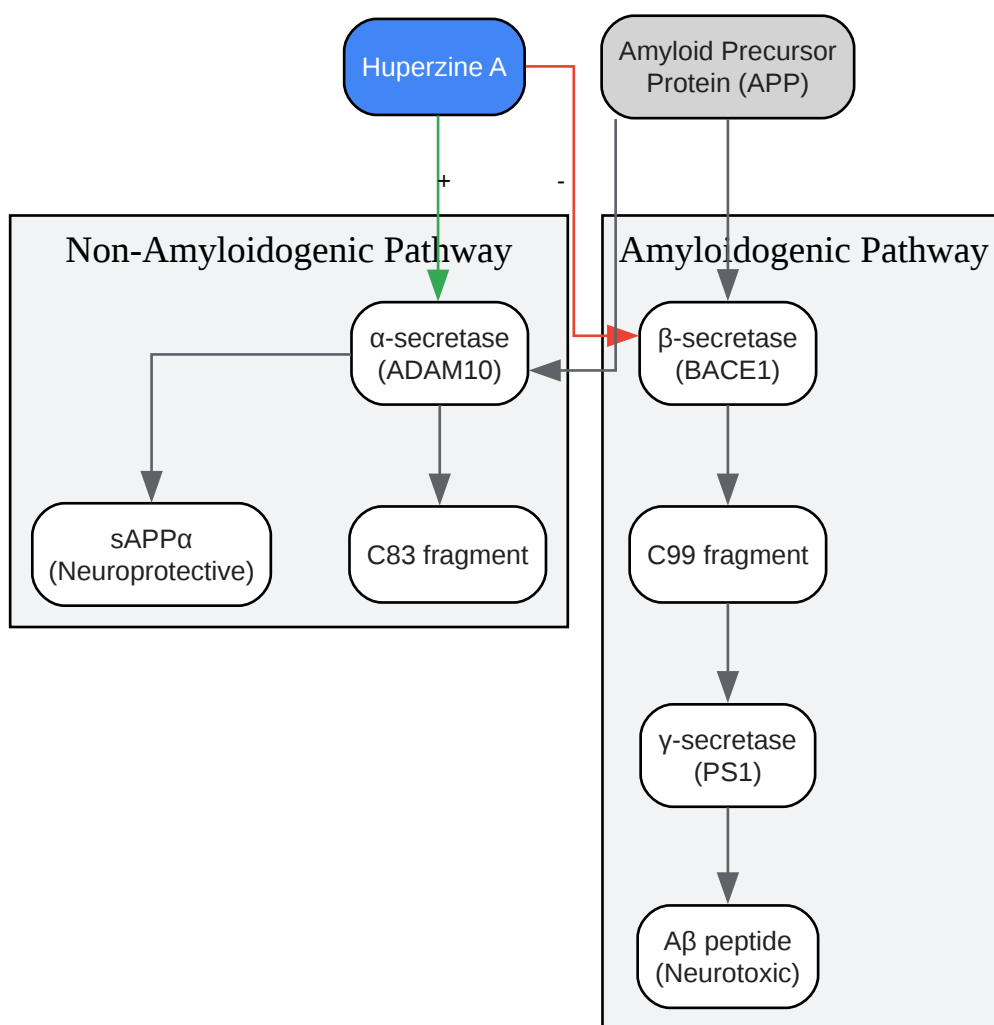 Huperzine A
Amyloid Precursor
Protein (APP)
+
-
Non-Amyloidogenic Pathway
Amyloidogenic Pathway
α-secretase
(ADAM10)
β-secretase
(BACE1)
sAPPα
(Neuroprotective)
C83 fragment
C99 fragment
γ-secretase
(PS1)
Aβ peptide
(Neurotoxic)